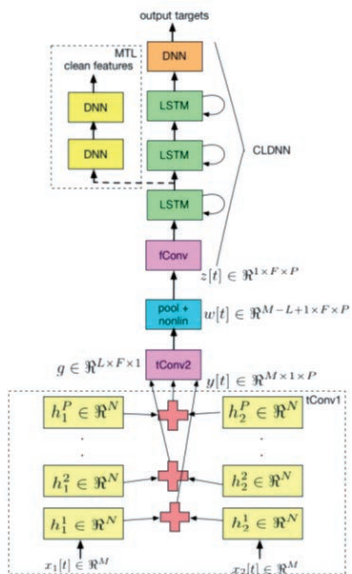 output targets
MTL
clean features
DNN
DNN
LSTM
DNN
LSTM
CLDNN
DNN
LSTM
fConv
z[t] ∈ ℜ^{1×F×P}
pool +
nonlin
w[t] ∈ ℜ^{M−L+1×F×P}
g ∈ ℜ^{L×F×1}
tConv2
y[t] ∈ ℜ^{M×1×P}
tConv1
h_1^P ∈ ℜ^N
h_2^P ∈ ℜ^N
h_1^2 ∈ ℜ^N
h_2^2 ∈ ℜ^N
h_1^1 ∈ ℜ^N
h_2^1 ∈ ℜ^N
x_1[t] ∈ ℜ^M
x_2[t] ∈ ℜ^M